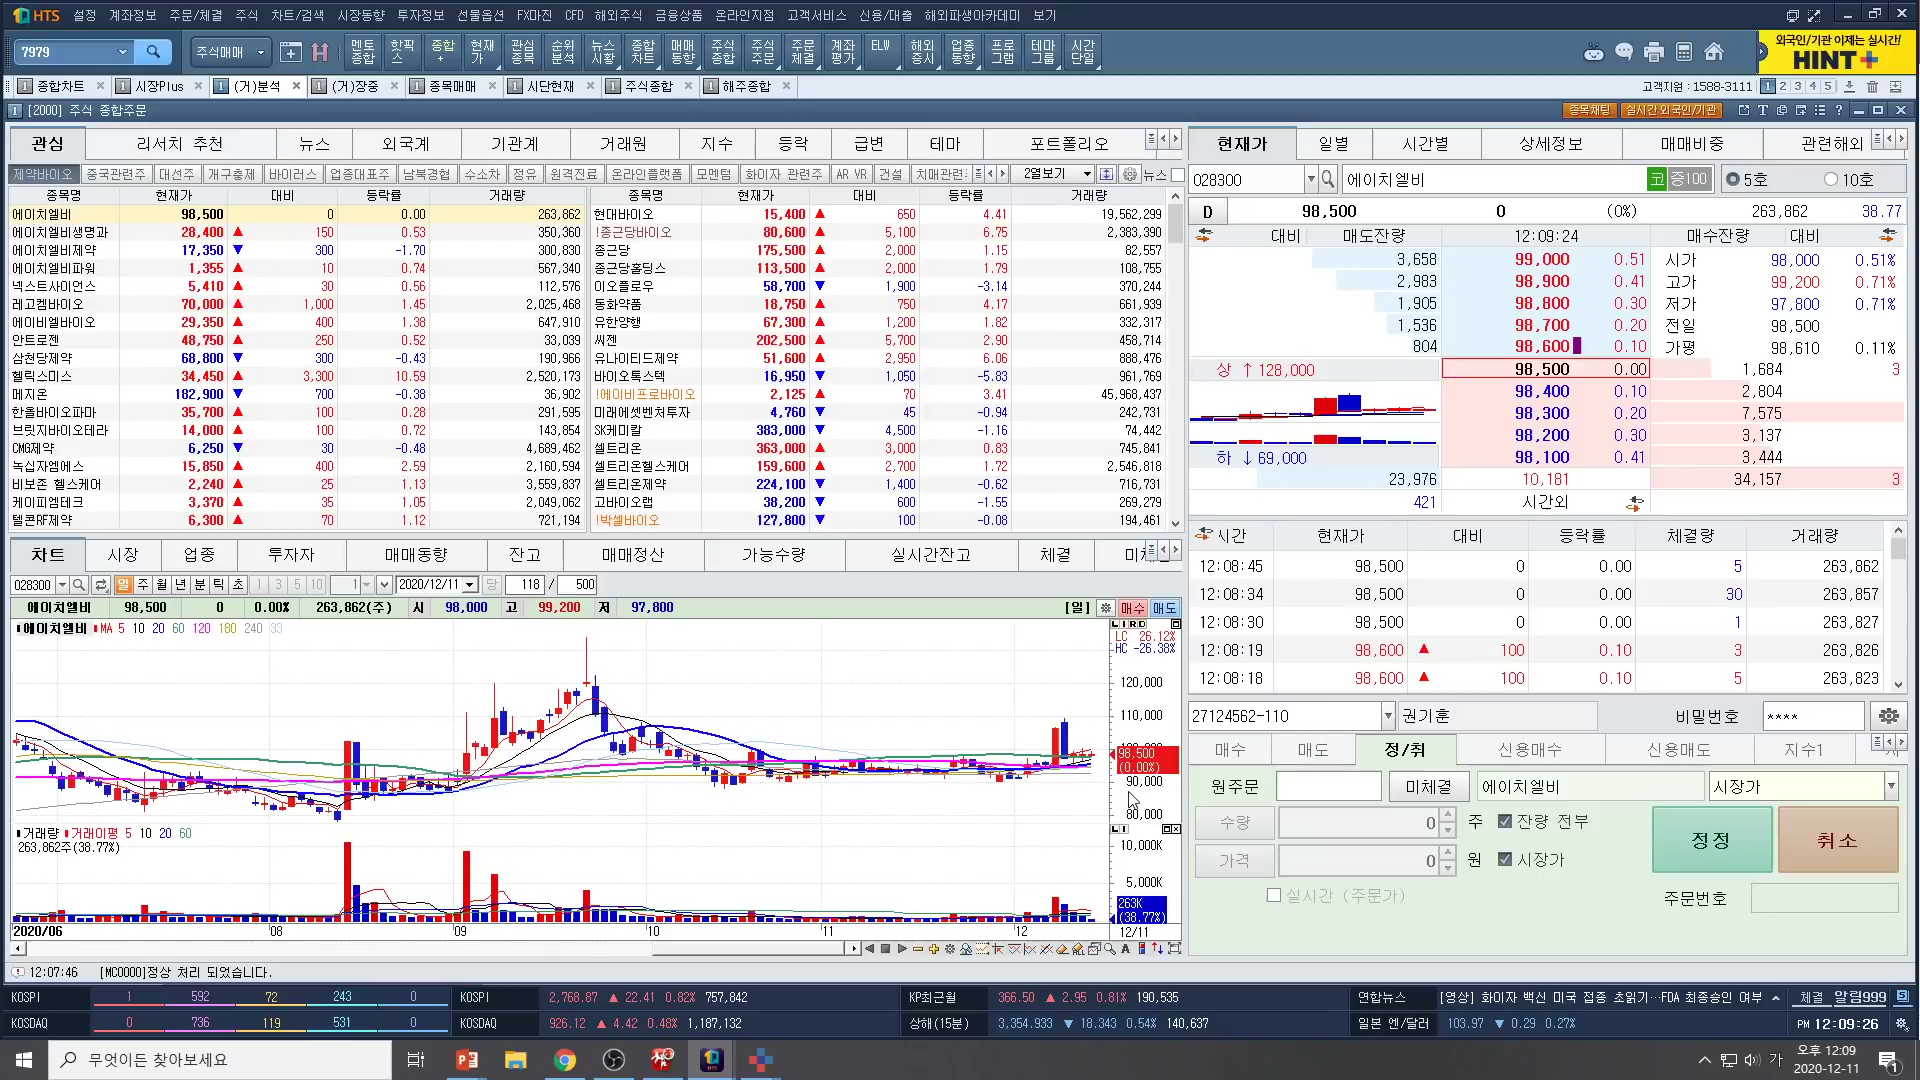 HTS 설정 계좌정보 주문/체결 주식 차트/검색 시장동향 투자정보 선물옵션 FX마진 CFD 해외주식 금융상품 온라인지점 고객서비스 신용/대출 해외파생아카데미 보기
7979 주식매매 멘토종합 핫픽스 종합+ 현재가 관심종목 순위분석 뉴스시황 종합차트 매매동향 주식종합 주식주문 주문체결 계좌평가 ELW 해외증시 업종동향 프로그램 테마그룹 시간단일
외국인/기관 이제는 실시간!
HINT+
1 종합차트 1 시장Plus 1 (거)분석 1 (거)장중 1 종목매매 1 시단현재 1 주식종합 1 해주종합 고객지원 : 1588-3111 1 2 3 4 5
1 [2000] 주식 종합주문 종목채팅 실시간 외국인/기관
관심 리서치 추천 뉴스 외국계 기관계 거래원 지수 등락 급변 테마 포트폴리오
제약바이오 중국관련주 대선주 개구충제 바이러스 업종대표주 남북경협 수소차 정유 원격진료 온라인플랫폼 모멘텀 화이자 관련주 AR VR 건설 치매관련 2열보기 뉴스
종목명 현재가 대비 등락률 거래량 종목명 현재가 대비 등락률 거래량
에이치엘비 98,500 0 0.00 263,862 현대바이오 15,400 ▲ 650 4.41 19,562,299
에이치엘비생명과 28,400 ▲ 150 0.53 350,360 !종근당바이오 80,600 ▲ 5,100 6.75 2,383,390
에이치엘비제약 17,350 ▼ 300 -1.70 300,830 종근당 175,500 ▲ 2,000 1.15 82,557
에이치엘비파워 1,355 ▲ 10 0.74 567,340 종근당홀딩스 113,500 ▲ 2,000 1.79 108,755
넥스트사이언스 5,410 ▲ 30 0.56 112,576 이오플로우 58,700 ▼ 1,900 -3.14 370,244
레고켐바이오 70,000 ▲ 1,000 1.45 2,025,468 동화약품 18,750 ▲ 750 4.17 661,939
에이비엘바이오 29,350 ▲ 400 1.38 647,910 유한양행 67,300 ▲ 1,200 1.82 332,317
안트로젠 48,750 ▲ 250 0.52 33,039 씨젠 202,500 ▲ 5,700 2.90 458,714
삼천당제약 68,800 ▼ 300 -0.43 190,966 유나이티드제약 51,600 ▲ 2,950 6.06 888,476
헬릭스미스 34,450 ▲ 3,300 10.59 2,520,173 바이오톡스텍 16,950 ▼ 1,050 -5.83 961,769
메지온 182,900 ▼ 700 -0.38 36,902 !에이비프로바이오 2,125 ▲ 70 3.41 45,968,437
한올바이오파마 35,700 ▲ 100 0.28 291,595 미래에셋벤처투자 4,760 ▼ 45 -0.94 242,731
브릿지바이오테라 14,000 ▲ 100 0.72 143,854 SK케미칼 383,000 ▼ 4,500 -1.16 74,442
CMG제약 6,250 ▼ 30 -0.48 4,689,462 셀트리온 363,000 ▲ 3,000 0.83 745,841
녹십자엠에스 15,850 ▲ 400 2.59 2,160,594 셀트리온헬스케어 159,600 ▲ 2,700 1.72 2,546,818
비보존 헬스케어 2,240 ▲ 25 1.13 3,559,837 셀트리온제약 224,100 ▼ 1,400 -0.62 716,731
케이피엠테크 3,370 ▲ 35 1.05 2,049,062 고바이오랩 38,200 ▼ 600 -1.55 269,279
텔콘RF제약 6,300 ▲ 70 1.12 721,194 !박셀바이오 127,800 ▼ 100 -0.08 194,461
현재가 일별 시간별 상세정보 매매비중 관련해외
028300 에이치엘비 코 중100 5호 10호
D 98,500 0 (0%) 263,862 38.77
대비 매도잔량 12:09:24 매수잔량 대비
3,658 99,000 0.51 시가 98,000 0.51%
2,983 98,900 0.41 고가 99,200 0.71%
1,905 98,800 0.30 저가 97,800 0.71%
1,536 98,700 0.20 전일 98,500
804 98,600 0.10 가평 98,610 0.11%
상 ↑ 128,000 98,500 0.00 1,684 3
98,400 0.10 2,804
98,300 0.20 7,575
98,200 0.30 3,137
하 ↓ 69,000 98,100 0.41 3,444
23,976 10,181 34,157 3
421 시간외
시간 현재가 대비 등락률 체결량 거래량
12:08:45 98,500 0 0.00 5 263,862
12:08:34 98,500 0 0.00 30 263,857
12:08:30 98,500 0 0.00 1 263,827
12:08:19 98,600 ▲ 100 0.10 3 263,826
12:08:18 98,600 ▲ 100 0.10 5 263,823
차트 시장 업종 투자자 매매동향 잔고 매매정산 가능수량 실시간잔고 체결
028300 일 주 월 년 분 틱 초 1 3 5 10 1 2020/12/11 당 118 / 500
에이치엘비 98,500 0 0.00% 263,862(주) 시 98,000 고 99,200 저 97,800 [일] 매수 매도
에이치엘비 MA 5 10 20 60 120 180 240 33
LC 26.12%
HC -26.38%
120,000
110,000
98,500
(0.00%)
90,000
80,000
거래량 거래이평 5 10 20 60
263,862주(38.77%)
10,000K
5,000K
263K
(38.77%)
2020/06 08 09 10 11 12 12/11
27124562-110 권기훈 비밀번호 ****
매수 매도 정/취 신용매수 신용매도 지수1
원주문 미체결 에이치엘비 시장가
수량 0 주 잔량 전부 정정 취소
가격 0 원 시장가
실시간 (주문가) 주문번호
12:07:46 [MC0000]정상 처리 되었습니다.
KOSPI 1 592 72 243 0 KOSPI 2,768.87 ▲ 22.41 0.82% 757,842 KP최근월 366.50 ▲ 2.95 0.81% 190,535 연합뉴스 [영상] 화이자 백신 미국 접종 초읽기…FDA 최종승인 여부 체결 알림999
KOSDAQ 0 736 119 531 0 KOSDAQ 926.12 ▲ 4.42 0.48% 1,187,132 상해(15분) 3,354.933 ▼ 18.343 0.54% 140,637 일본 엔/달러 103.97 ▼ 0.29 0.27% PM 12:09:26
무엇이든 찾아보세요 가 오후 12:09
2020-12-11